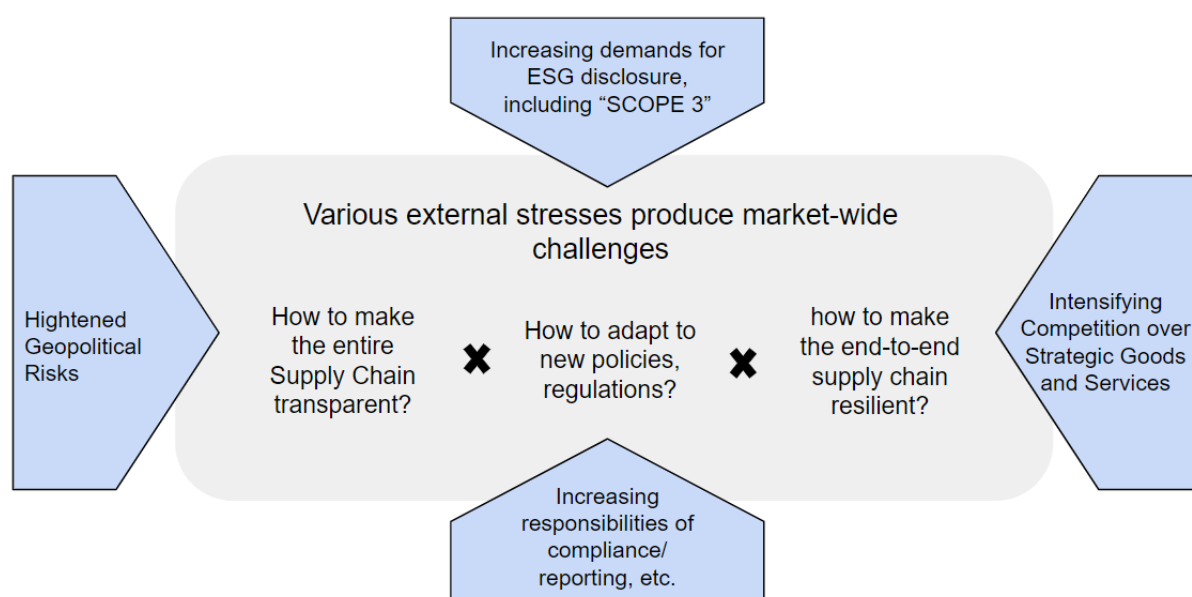 Increasing demands for
ESG disclosure,
including “SCOPE 3”
Various external stresses produce market-wide
challenges
Hightened
Geopolitical
Risks
How to make
the entire
Supply Chain
transparent?
✖
How to adapt to
new policies,
regulations?
✖
how to make
the end-to-end
supply chain
resilient?
Intensifying
Competition over
Strategic Goods
and Services
Increasing
responsibilities of
compliance/
reporting, etc.